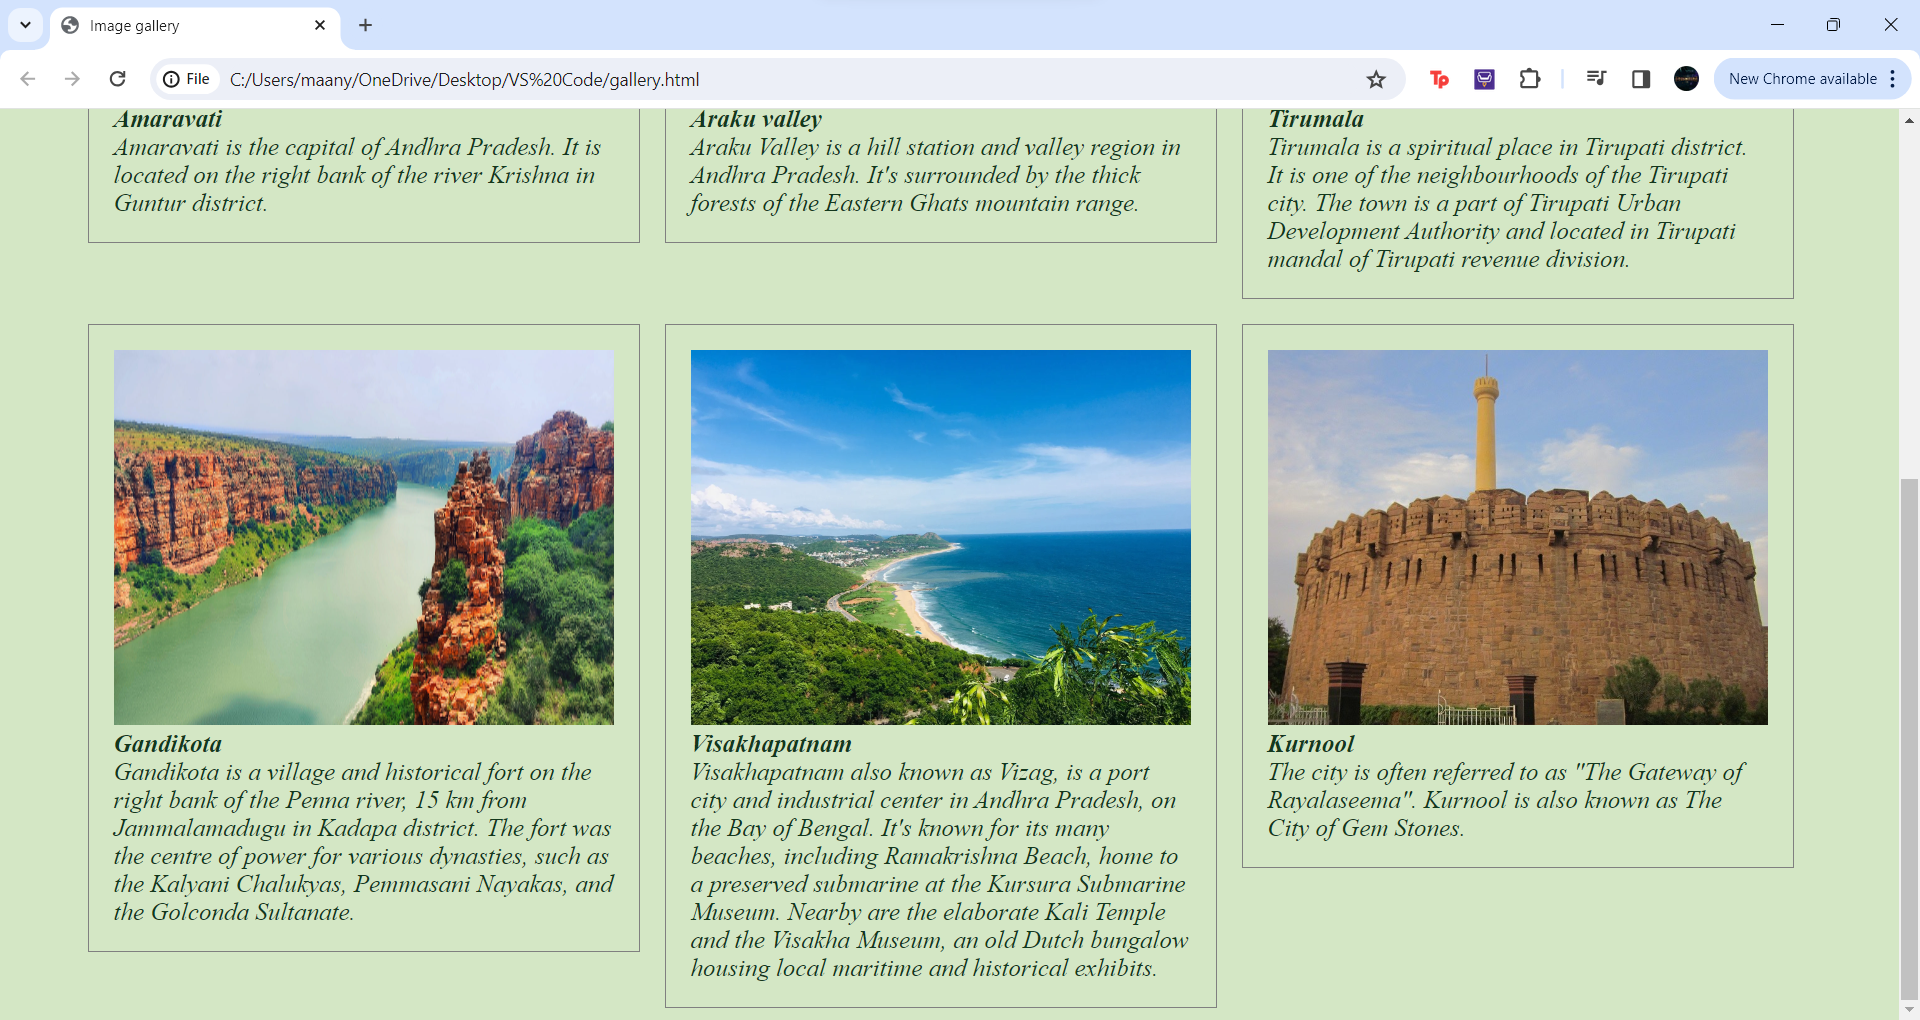 Image gallery
File
C:/Users/maany/OneDrive/Desktop/VS%20Code/gallery.html
Tp
New Chrome available
Amaravati
Amaravati is the capital of Andhra Pradesh. It is
located on the right bank of the river Krishna in
Guntur district.
Araku valley
Araku Valley is a hill station and valley region in
Andhra Pradesh. It's surrounded by the thick
forests of the Eastern Ghats mountain range.
Tirumala
Tirumala is a spiritual place in Tirupati district.
It is one of the neighbourhoods of the Tirupati
city. The town is a part of Tirupati Urban
Development Authority and located in Tirupati
mandal of Tirupati revenue division.
Gandikota
Gandikota is a village and historical fort on the
right bank of the Penna river, 15 km from
Jammalamadugu in Kadapa district. The fort was
the centre of power for various dynasties, such as
the Kalyani Chalukyas, Pemmasani Nayakas, and
the Golconda Sultanate.
Visakhapatnam
Visakhapatnam also known as Vizag, is a port
city and industrial center in Andhra Pradesh, on
the Bay of Bengal. It's known for its many
beaches, including Ramakrishna Beach, home to
a preserved submarine at the Kursura Submarine
Museum. Nearby are the elaborate Kali Temple
and the Visakha Museum, an old Dutch bungalow
housing local maritime and historical exhibits.
Kurnool
The city is often referred to as "The Gateway of
Rayalaseema". Kurnool is also known as The
City of Gem Stones.